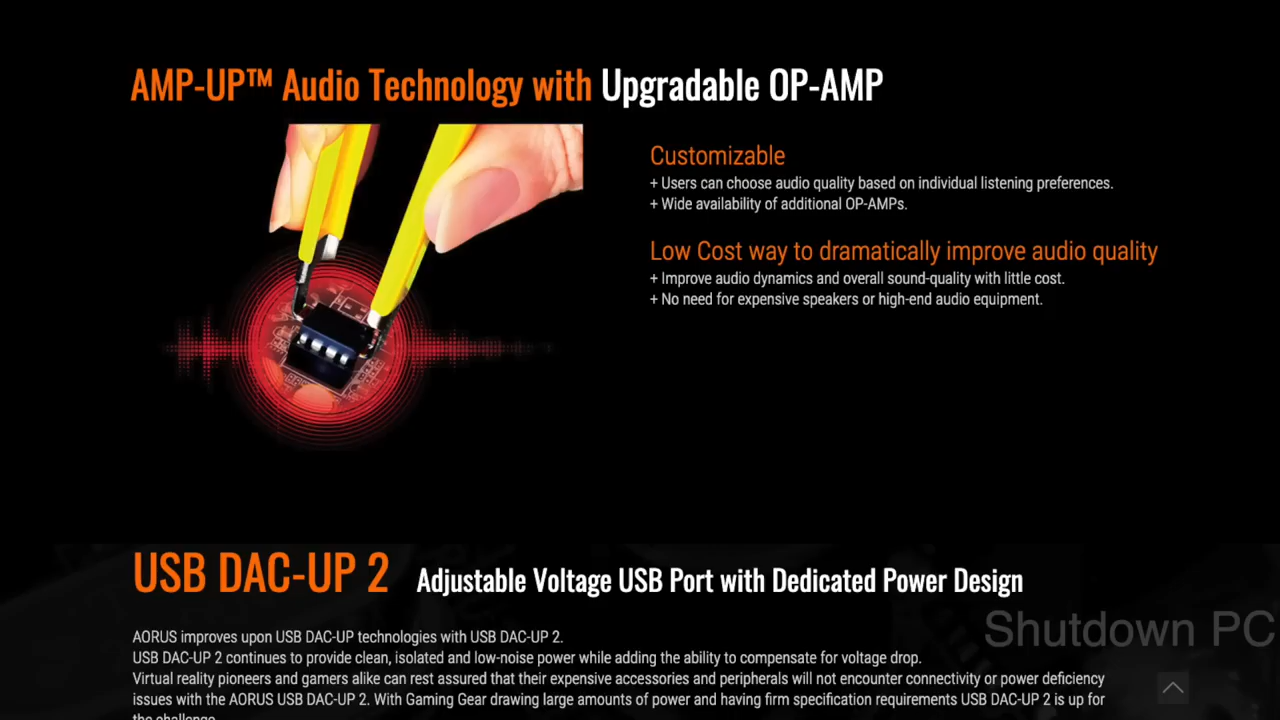 AMP-UP™ Audio Technology with Upgradable OP-AMP
Customizable
+ Users can choose audio quality based on individual listening preferences.
+ Wide availability of additional OP-AMPs.
Low Cost way to dramatically improve audio quality
+ Improve audio dynamics and overall sound-quality with little cost.
+ No need for expensive speakers or high-end audio equipment.
USB DAC-UP 2 Adjustable Voltage USB Port with Dedicated Power Design
Shutdown PC
AORUS improves upon USB DAC-UP technologies with USB DAC-UP 2.
USB DAC-UP 2 continues to provide clean, isolated and low-noise power while adding the ability to compensate for voltage drop.
Virtual reality pioneers and gamers alike can rest assured that their expensive accessories and peripherals will not encounter connectivity or power deficiency
issues with the AORUS USB DAC-UP 2. With Gaming Gear drawing large amounts of power and having firm specification requirements USB DAC-UP 2 is up for
the challenge